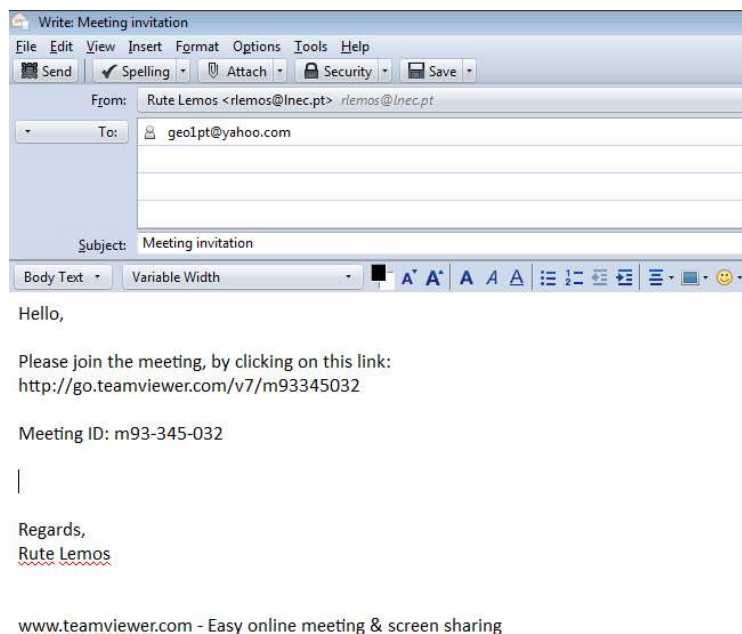 Write: Meeting invitation
File Edit View Insert Format Options Tools Help
Send Spelling Attach Security Save
From: Rute Lemos <rlemos@lnec.pt> rlemos@lnec.pt
To: geo1pt@yahoo.com
Subject: Meeting invitation
Body Text Variable Width
Hello,
Please join the meeting, by clicking on this link:
http://go.teamviewer.com/v7/m93345032
Meeting ID: m93-345-032
Regards,
Rute Lemos
www.teamviewer.com - Easy online meeting & screen sharing